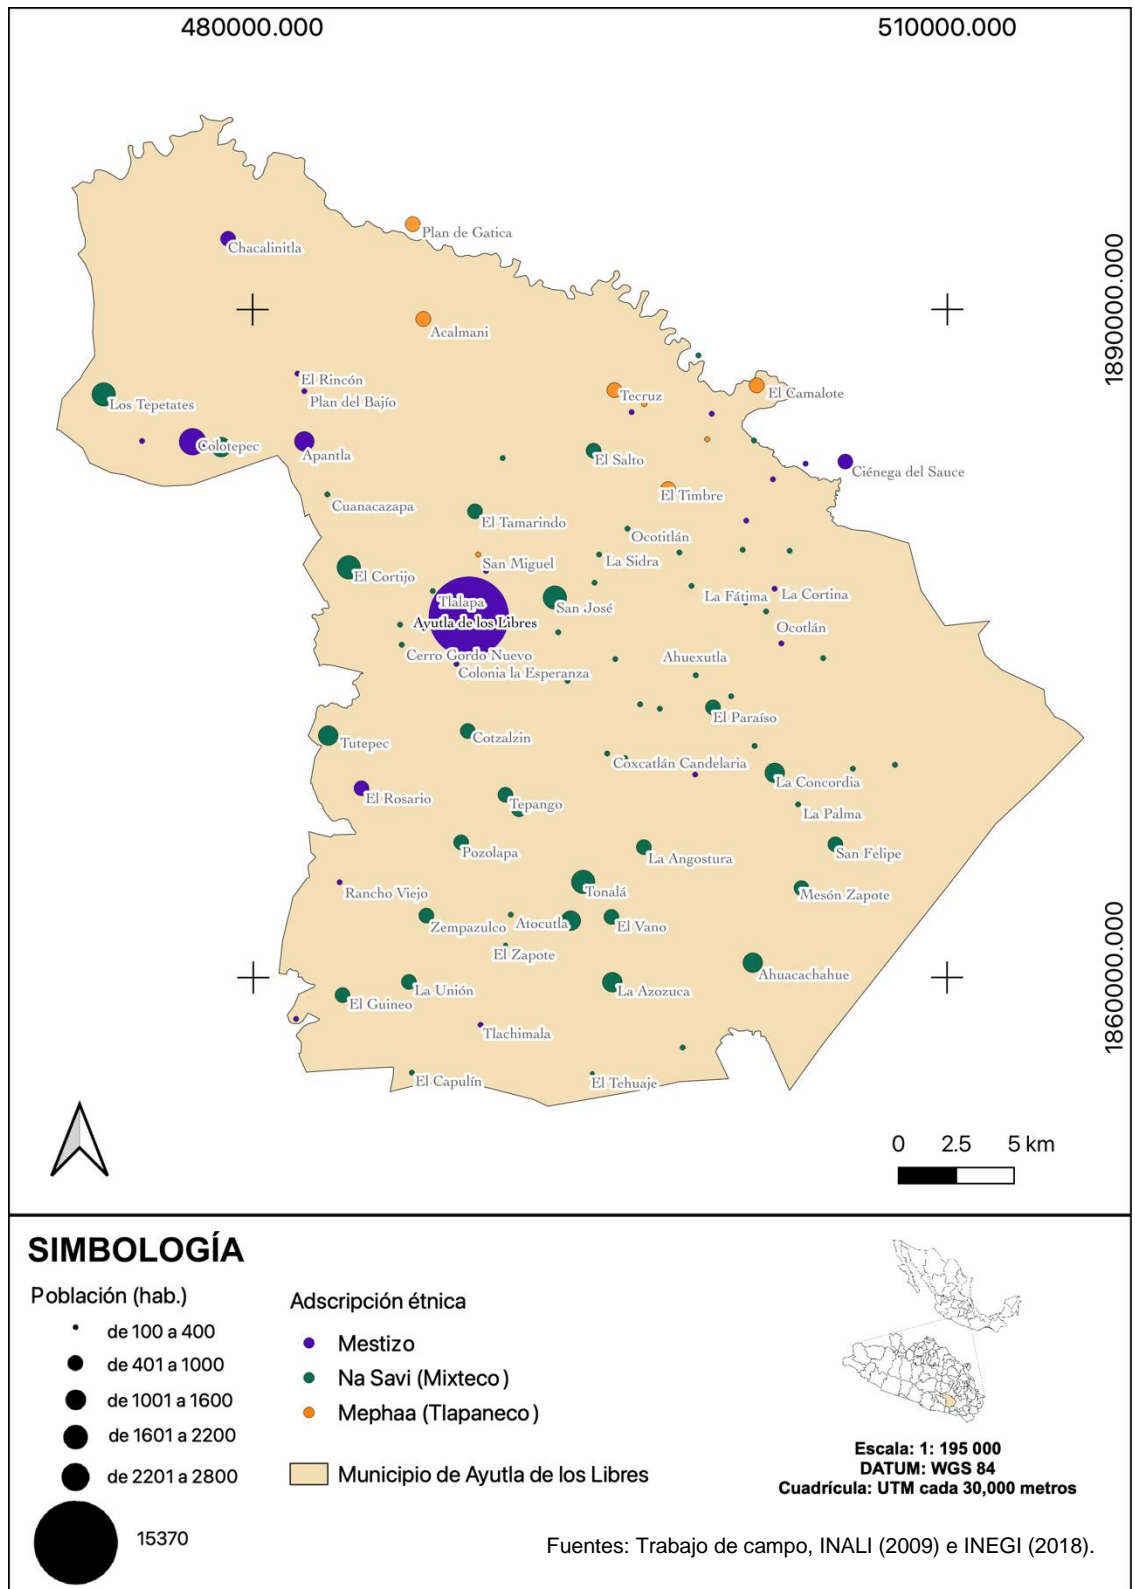 480000.000
510000.000
1890000.000
1860000.000
Plan de Gatica
Chacalinitla
Acalmani
El Rincón
Plan del Bajío
Tecruz
El Camalote
Los Tepetates
Colotepec
Apantla
El Salto
Ciénega del Sauce
El Timbre
Cuanacazapa
El Tamarindo
Ocotitlán
San Miguel
La Sidra
El Cortijo
Tlalapa
San José
La Fátima
La Cortina
Ayutla de los Libres
Ocotlán
Cerro Gordo Nuevo
Ahuexutla
Colonia la Esperanza
El Paraíso
Tutepec
Cotzalzin
Coxcatlán Candelaria
La Concordia
El Rosario
Tepango
La Palma
Pozolapa
La Angostura
San Felipe
Rancho Viejo
Tonalá
Mesón Zapote
Zempazulco
Atocutla
El Vano
El Zapote
Ahuacachahue
La Unión
La Azozuca
El Guineo
Tlachimala
El Capulín
El Tehuaje
0 2.5 5 km
SIMBOLOGÍA
Población (hab.)
de 100 a 400
de 401 a 1000
de 1001 a 1600
de 1601 a 2200
de 2201 a 2800
15370
Adscripción étnica
Mestizo
Na Savi (Mixteco)
Mephaa (Tlapaneco)
Municipio de Ayutla de los Libres
Escala: 1: 195 000
DATUM: WGS 84
Cuadrícula: UTM cada 30,000 metros
Fuentes: Trabajo de campo, INALI (2009) e INEGI (2018).